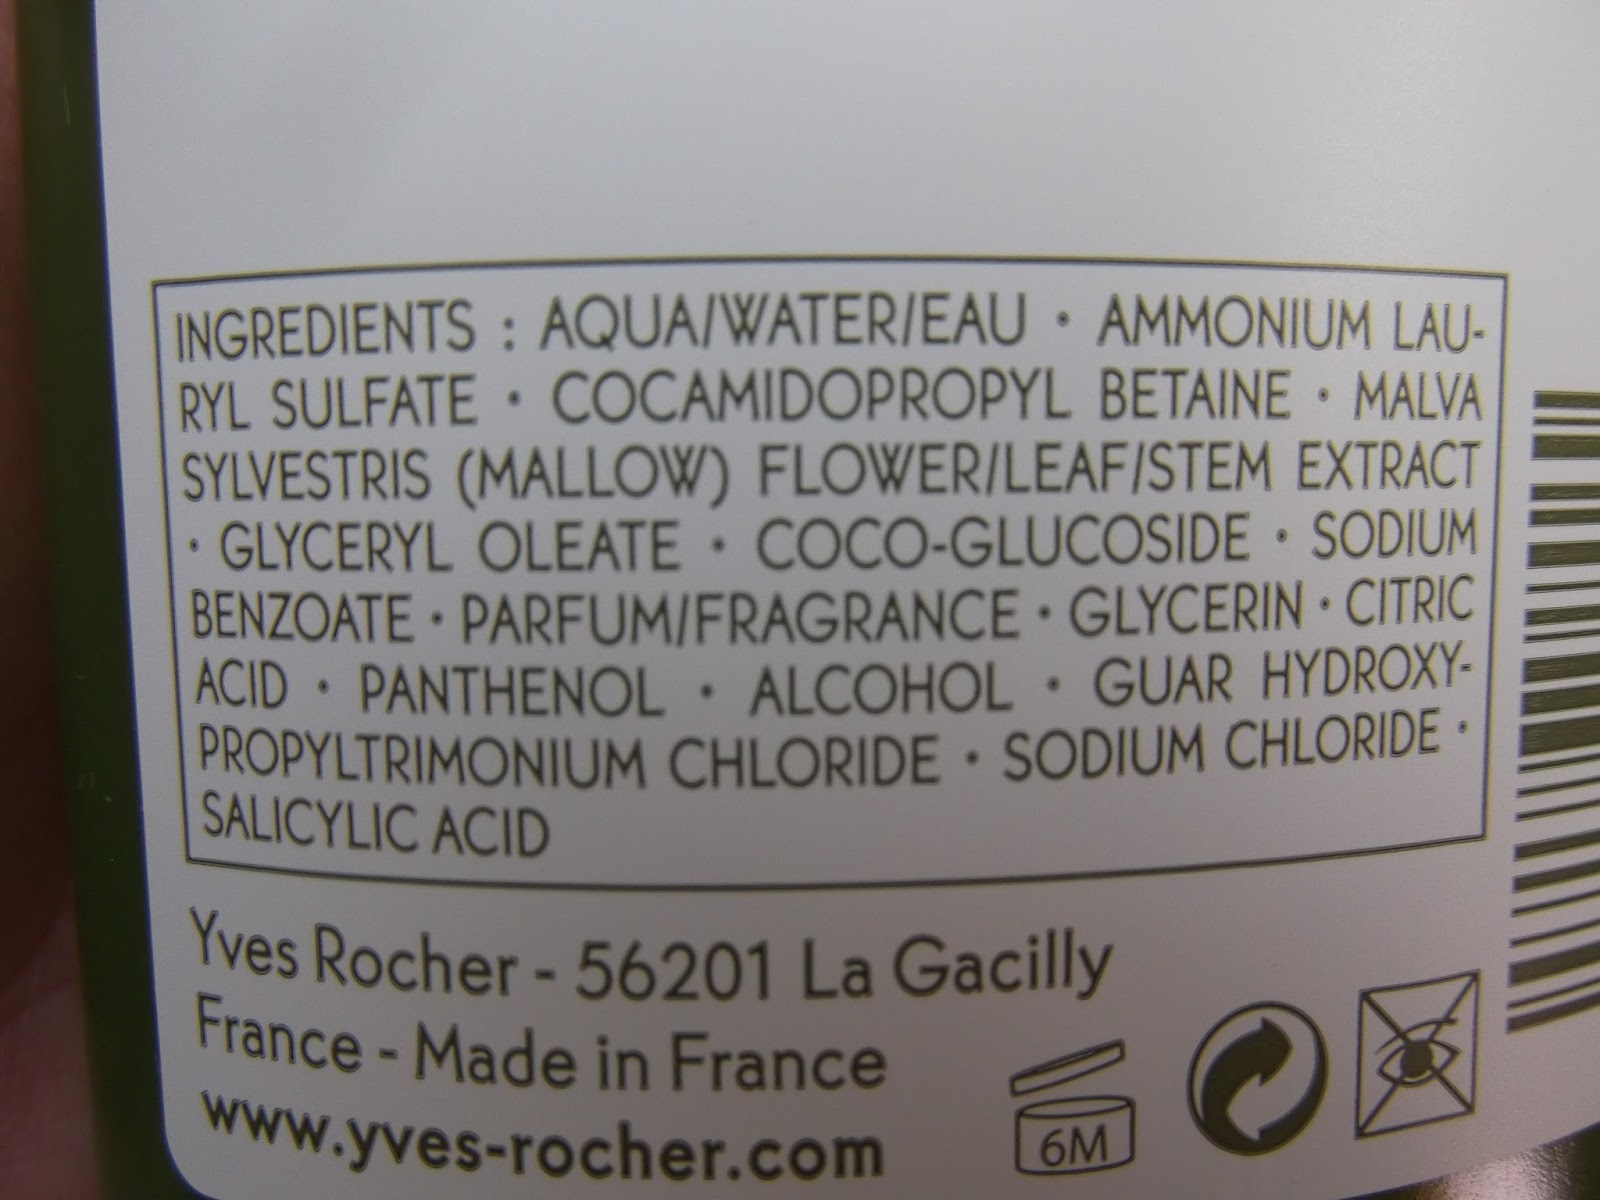 INGREDIENTS : AQUA/WATER/EAU • AMMONIUM LAU-
RYL SULFATE • COCAMIDOPROPYL BETAINE • MALVA
SYLVESTRIS (MALLOW) FLOWER/LEAF/STEM EXTRACT
• GLYCERYL OLEATE • COCO-GLUCOSIDE • SODIUM
BENZOATE • PARFUM/FRAGRANCE • GLYCERIN • CITRIC
ACID • PANTHENOL • ALCOHOL • GUAR HYDROXY-
PROPYLTRIMONIUM CHLORIDE • SODIUM CHLORIDE •
SALICYLIC ACID
Yves Rocher - 56201 La Gacilly
France - Made in France
www.yves-rocher.com
6M